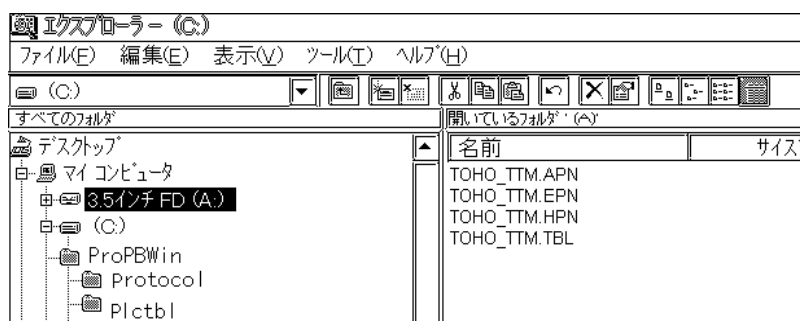 ｴｸｽﾌﾟﾛｰﾗｰ - (C:)
ﾌｧｲﾙ(F) 編集(E) 表示(V) ﾂｰﾙ(T) ﾍﾙﾌﾟ(H)
(C:)
すべてのﾌｫﾙﾀﾞ
開いているﾌｫﾙﾀﾞ' (A)'
ﾃﾞｽｸﾄｯﾌﾟ
ﾏｲ ｺﾝﾋﾟｭｰﾀ
3.5ｲﾝﾁ FD (A:)
(C:)
ProPBWin
Protocol
Plctbl
名前 サイズ
TOHO_TTM.APN
TOHO_TTM.EPN
TOHO_TTM.HPN
TOHO_TTM.TBL